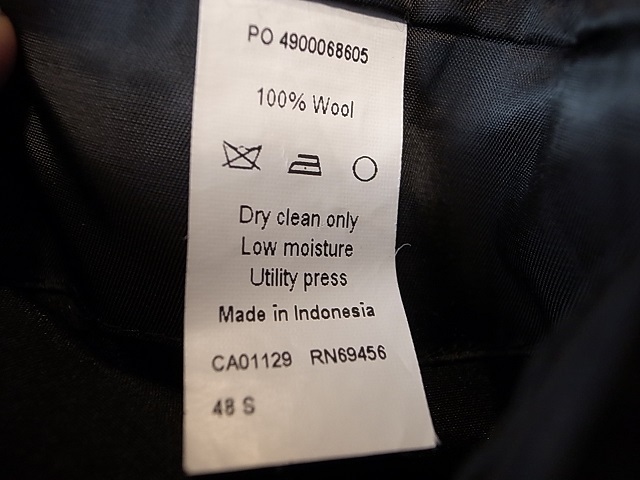 PO 4900068605
100% Wool
Dry clean only
Low moisture
Utility press
Made in Indonesia
CA01129 RN69456
48 S